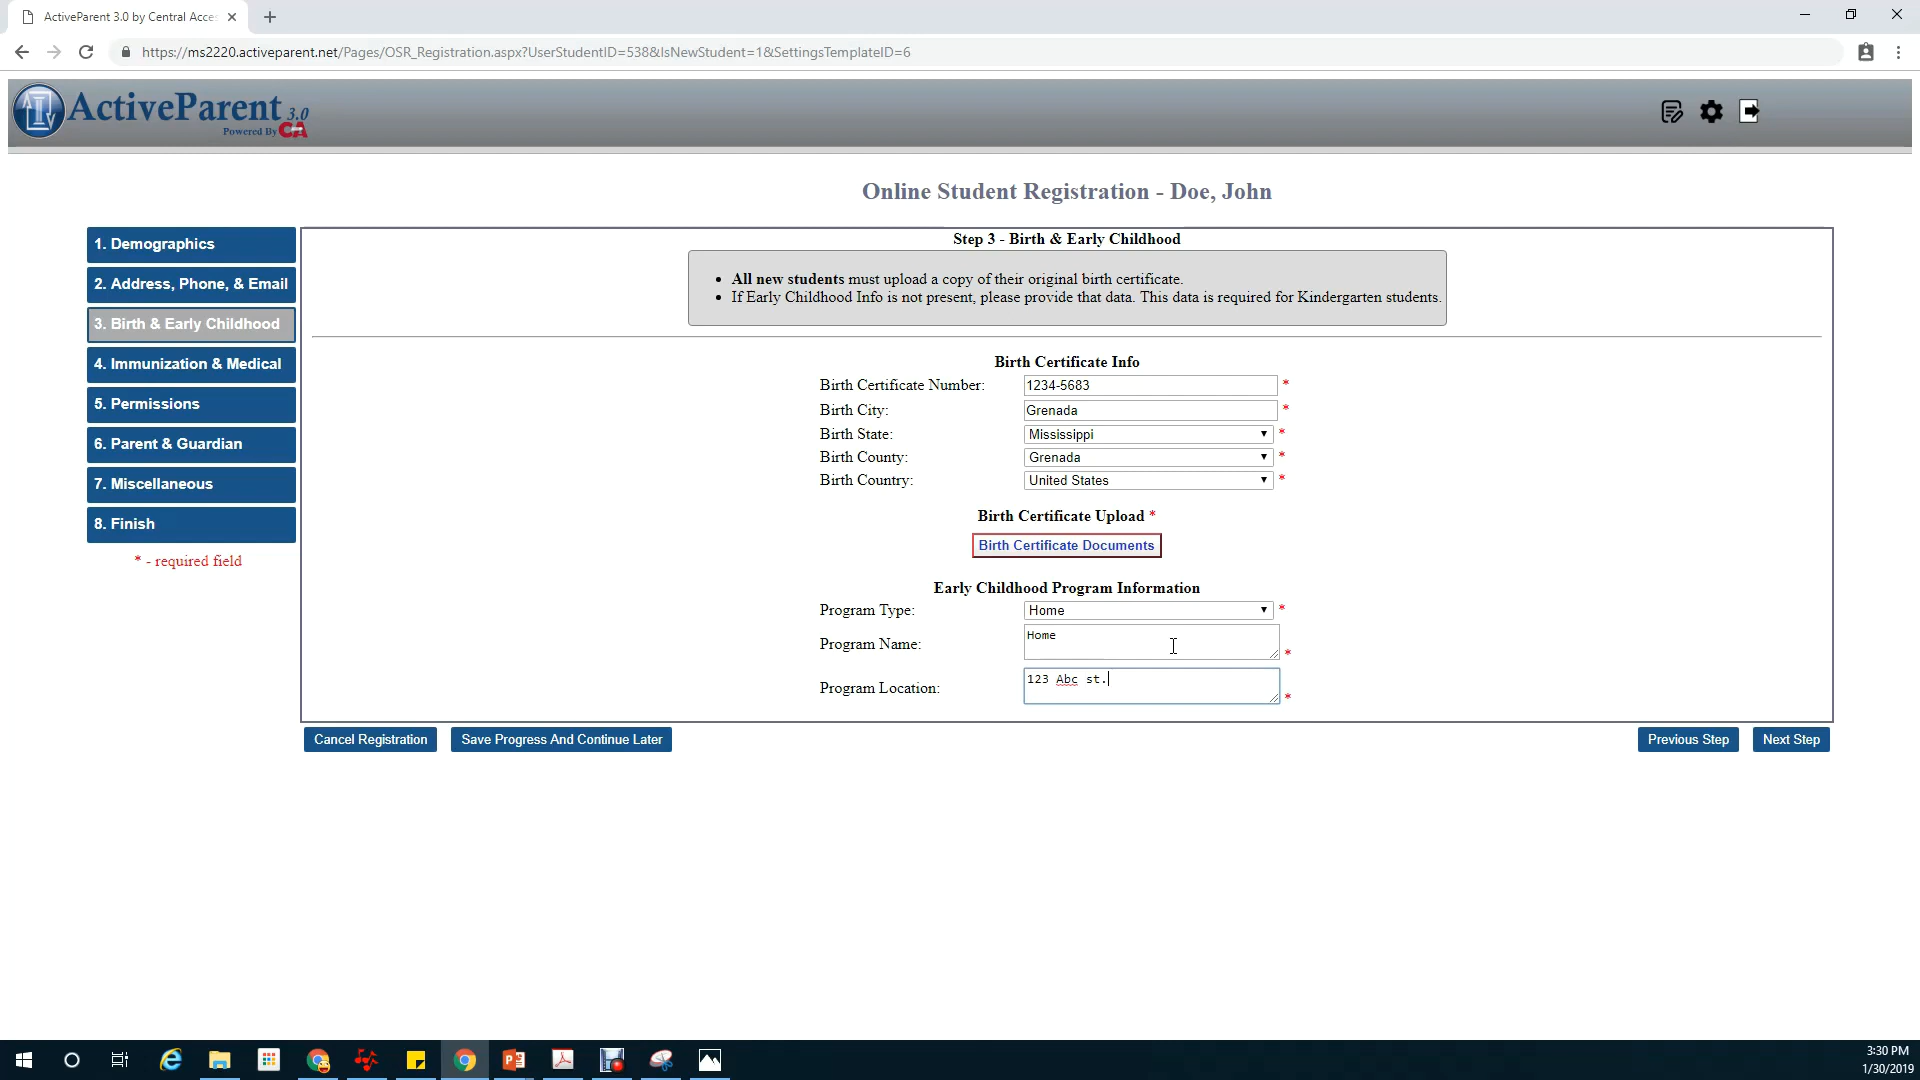 ActiveParent 3.0 by Central Acces
https://ms2220.activeparent.net/Pages/OSR_Registration.aspx?UserStudentID=538&IsNewStudent=1&SettingsTemplateID=6
ActiveParent 3.0
Powered By CA
Online Student Registration - Doe, John
1. Demographics
2. Address, Phone, & Email
3. Birth & Early Childhood
4. Immunization & Medical
5. Permissions
6. Parent & Guardian
7. Miscellaneous
8. Finish
* - required field
Step 3 - Birth & Early Childhood
• All new students must upload a copy of their original birth certificate.
• If Early Childhood Info is not present, please provide that data. This data is required for Kindergarten students.
Birth Certificate Info
Birth Certificate Number: 1234-5683 *
Birth City: Grenada *
Birth State: Mississippi *
Birth County: Grenada *
Birth Country: United States *
Birth Certificate Upload *
Birth Certificate Documents
Early Childhood Program Information
Program Type: Home *
Program Name: Home *
Program Location: 123 Abc st. *
Cancel Registration Save Progress And Continue Later Previous Step Next Step
3:30 PM
1/30/2019